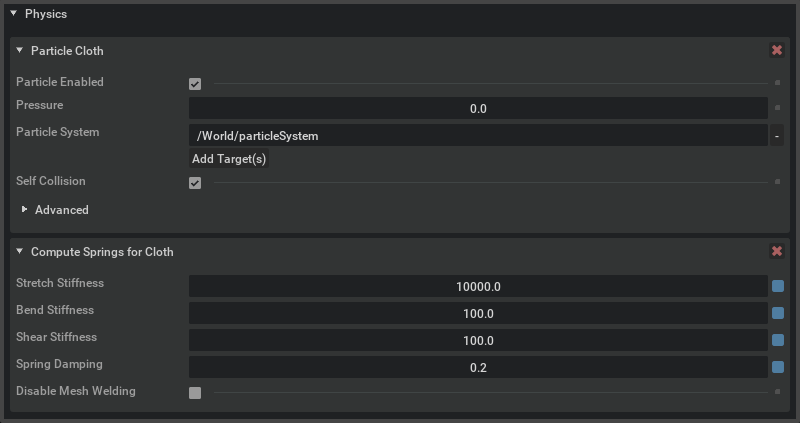 Physics
Particle Cloth
Particle Enabled
Pressure 0.0
Particle System /World/particleSystem -
Add Target(s)
Self Collision
Advanced
Compute Springs for Cloth
Stretch Stiffness 10000.0
Bend Stiffness 100.0
Shear Stiffness 100.0
Spring Damping 0.2
Disable Mesh Welding